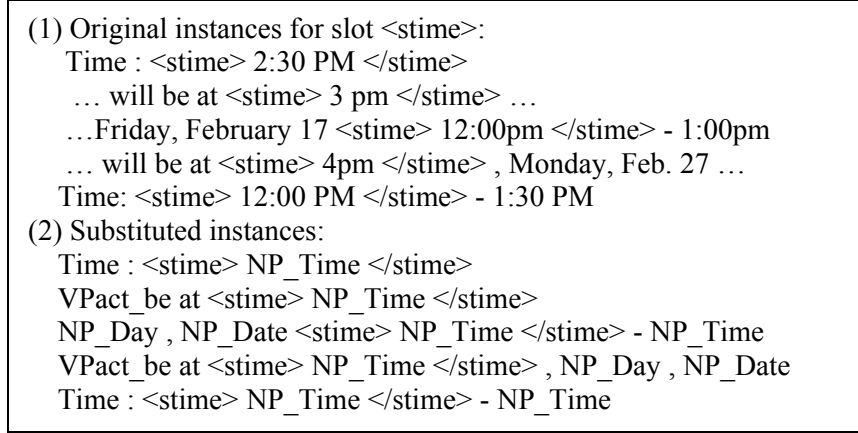 (1) Original instances for slot <stime>:
Time : <stime> 2:30 PM </stime>
… will be at <stime> 3 pm </stime> …
…Friday, February 17 <stime> 12:00pm </stime> - 1:00pm
… will be at <stime> 4pm </stime> , Monday, Feb. 27 …
Time: <stime> 12:00 PM </stime> - 1:30 PM
(2) Substituted instances:
Time : <stime> NP_Time </stime>
VPact_be at <stime> NP_Time </stime>
NP_Day , NP_Date <stime> NP_Time </stime> - NP_Time
VPact_be at <stime> NP_Time </stime> , NP_Day , NP_Date
Time : <stime> NP_Time </stime> - NP_Time